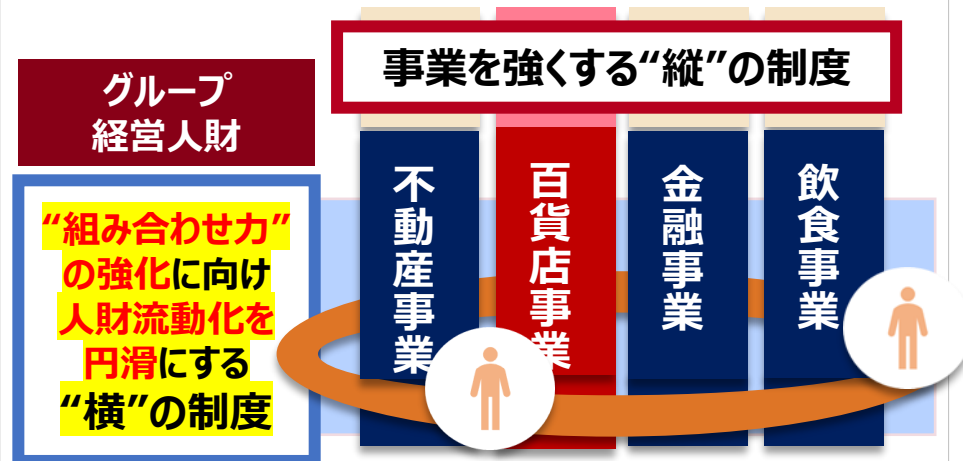 事業を強くする“縦”の制度
グループ
経営人財
“組み合わせ力”
の強化に向け
人財流動化を
円滑にする
“横”の制度
不動産事業
百貨店事業
金融事業
飲食事業